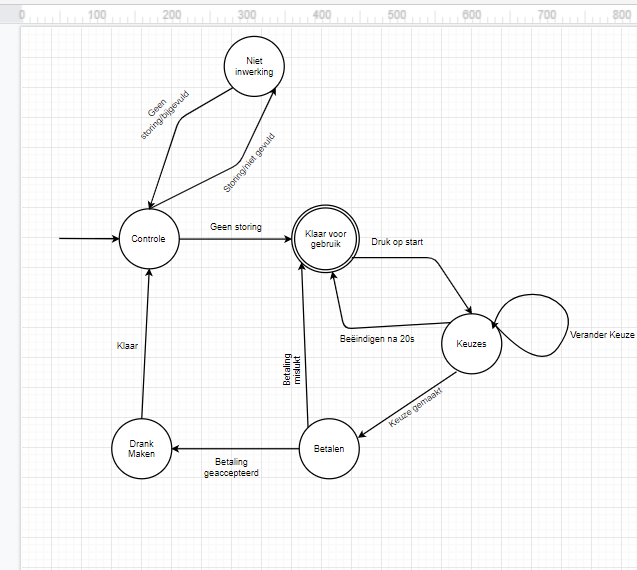 0 100 200 300 400 500 600 700 800
Niet
inwerking
Geen
storing/bijgevuld
Storing/niet gevuld
Controle
Geen storing
Klaar voor
gebruik
Druk op start
Beëindigen na 20s
Keuzes
Verander Keuze
Klaar
Betaling
mislukt
Keuze gemaakt
Drank
Maken
Betaling
geaccepteerd
Betalen